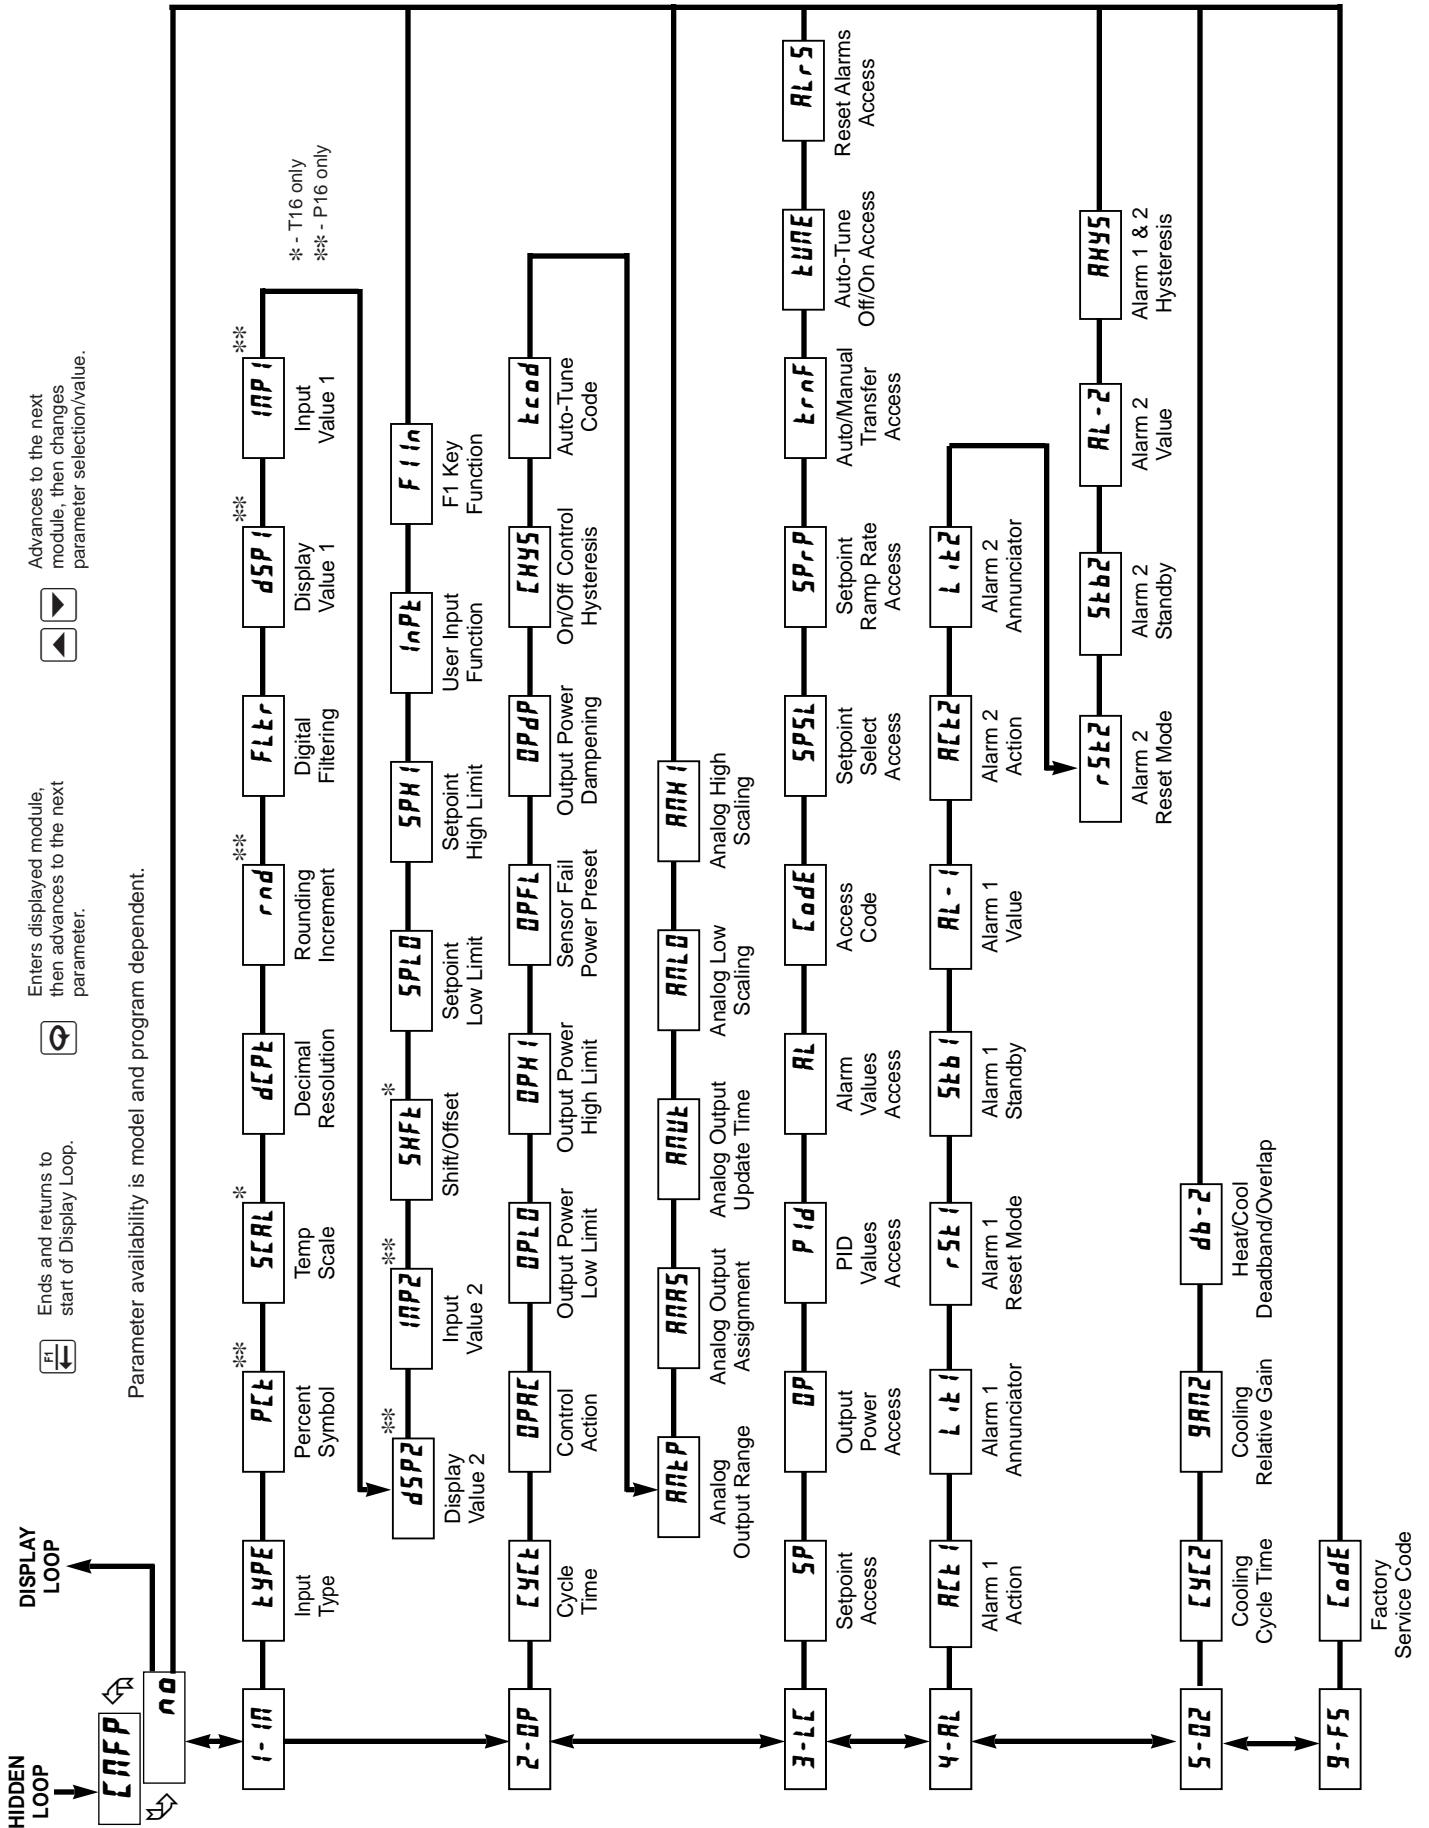 HIDDEN
LOOP
DISPLAY
LOOP
CNFP
NO
F1
Ends and returns to
start of Display Loop.
Enters displayed module,
then advances to the next
parameter.
Advances to the next
module, then changes
parameter selection/value.
Parameter availability is model and program dependent.
✻ - T16 only
✻✻ - P16 only
1-IN
tYPE
Input
Type
PCt
✻✻
Percent
Symbol
SCAL
✻
Temp
Scale
dCPt
Decimal
Resolution
rnd
✻✻
Rounding
Increment
FLtr
Digital
Filtering
dSP1
✻✻
Display
Value 1
INP1
✻✻
Input
Value 1
dSP2
✻✻
Display
Value 2
INP2
✻✻
Input
Value 2
SHFt
✻
Shift/Offset
SPLO
Setpoint
Low Limit
SPHI
Setpoint
High Limit
InPt
User Input
Function
F1In
F1 Key
Function
2-OP
CYCt
Cycle
Time
OPAC
Control
Action
OPLO
Output Power
Low Limit
OPHI
Output Power
High Limit
OPFL
Sensor Fail
Power Preset
OPdP
Output Power
Dampening
CHYS
On/Off Control
Hysteresis
tcod
Auto-Tune
Code
ANtP
Analog
Output Range
ANAS
Analog Output
Assignment
ANUt
Analog Output
Update Time
ANLO
Analog Low
Scaling
ANHI
Analog High
Scaling
3-LC
SP
Setpoint
Access
OP
Output
Power
Access
PId
PID
Values
Access
AL
Alarm
Values
Access
CodE
Access
Code
SPSL
Setpoint
Select
Access
SPrP
Setpoint
Ramp Rate
Access
trnF
Auto/Manual
Transfer
Access
tUNE
Auto-Tune
Off/On Access
ALrS
Reset Alarms
Access
4-AL
ACt1
Alarm 1
Action
Lit1
Alarm 1
Annunciator
rSt1
Alarm 1
Reset Mode
Stb1
Alarm 1
Standby
AL-1
Alarm 1
Value
ACt2
Alarm 2
Action
Lit2
Alarm 2
Annunciator
rSt2
Alarm 2
Reset Mode
Stb2
Alarm 2
Standby
AL-2
Alarm 2
Value
AHYS
Alarm 1 & 2
Hysteresis
5-O2
CYC2
Cooling
Cycle Time
gAN2
Cooling
Relative Gain
db-2
Heat/Cool
Deadband/Overlap
9-FS
CodE
Factory
Service Code